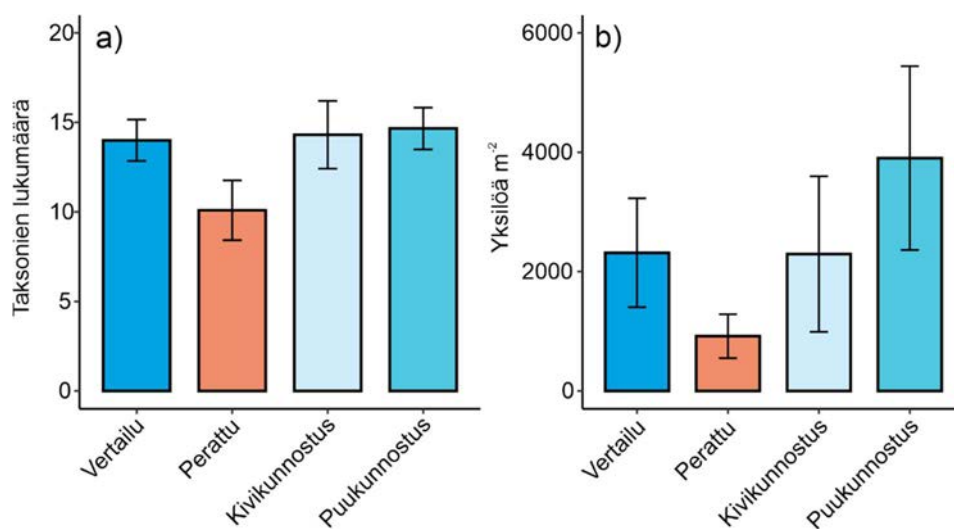 a)
Taksonien lukumäärä
20
15
10
5
0
Vertailu
Perattu
Kivikunnostus
Puukunnostus
b)
Yksilöä m⁻²
6000
4000
2000
0
Vertailu
Perattu
Kivikunnostus
Puukunnostus